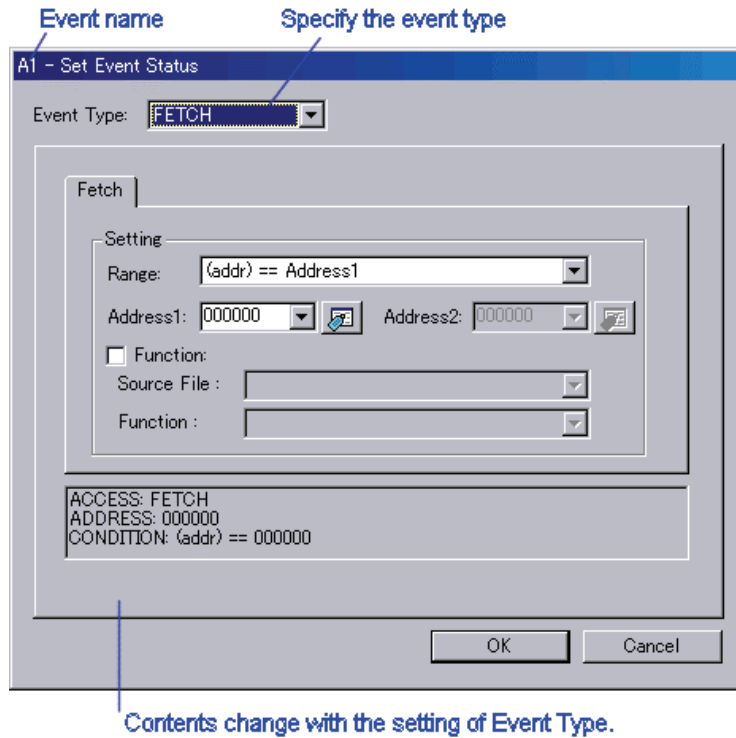 Event name Specify the event type
A1 - Set Event Status
Event Type: FETCH
Fetch
Setting
Range: (addr) == Address1
Address1: 000000 Address2: 000000
Function:
Source File :
Function :
ACCESS: FETCH
ADDRESS: 000000
CONDITION: (addr) == 000000
OK Cancel
Contents change with the setting of Event Type.